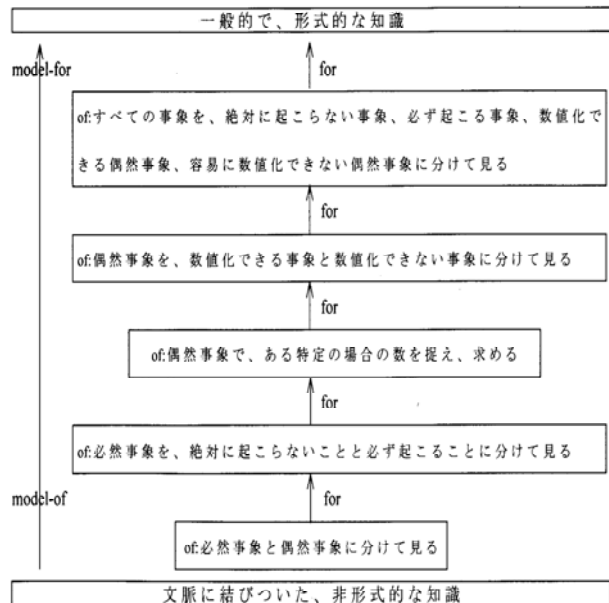 一般的で、形式的な知識
model-for
for
of:すべての事象を、絶対に起こらない事象、必ず起こる事象、数値化で
きる偶然事象、容易に数値化できない偶然事象に分けて見る
for
of:偶然事象を、数値化できる事象と数値化できない事象に分けて見る
for
of:偶然事象で、ある特定の場合の数を捉え、求める
for
of:必然事象を、絶対に起こらないことと必ず起こることに分けて見る
model-of
for
of:必然事象と偶然事象に分けて見る
文脈に結びついた、非形式的な知識